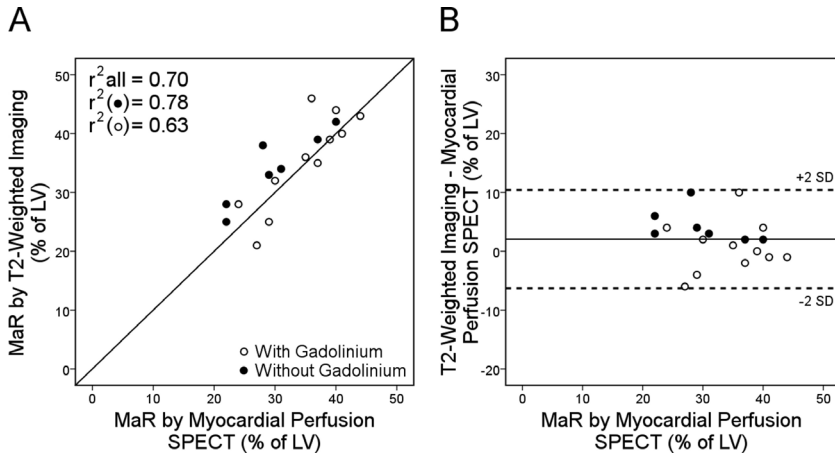 A
MaR by T2-Weighted Imaging
(% of LV)
50
40
30
20
10
0
r² all = 0.70
r² (●) = 0.78
r² (○) = 0.63
○ With Gadolinium
● Without Gadolinium
0 10 20 30 40 50
MaR by Myocardial Perfusion
SPECT (% of LV)
B
T2-Weighted Imaging - Myocardial
Perfusion SPECT (% of LV)
30
20
10
0
-10
-20
+2 SD
-2 SD
0 10 20 30 40 50
MaR by Myocardial Perfusion
SPECT (% of LV)